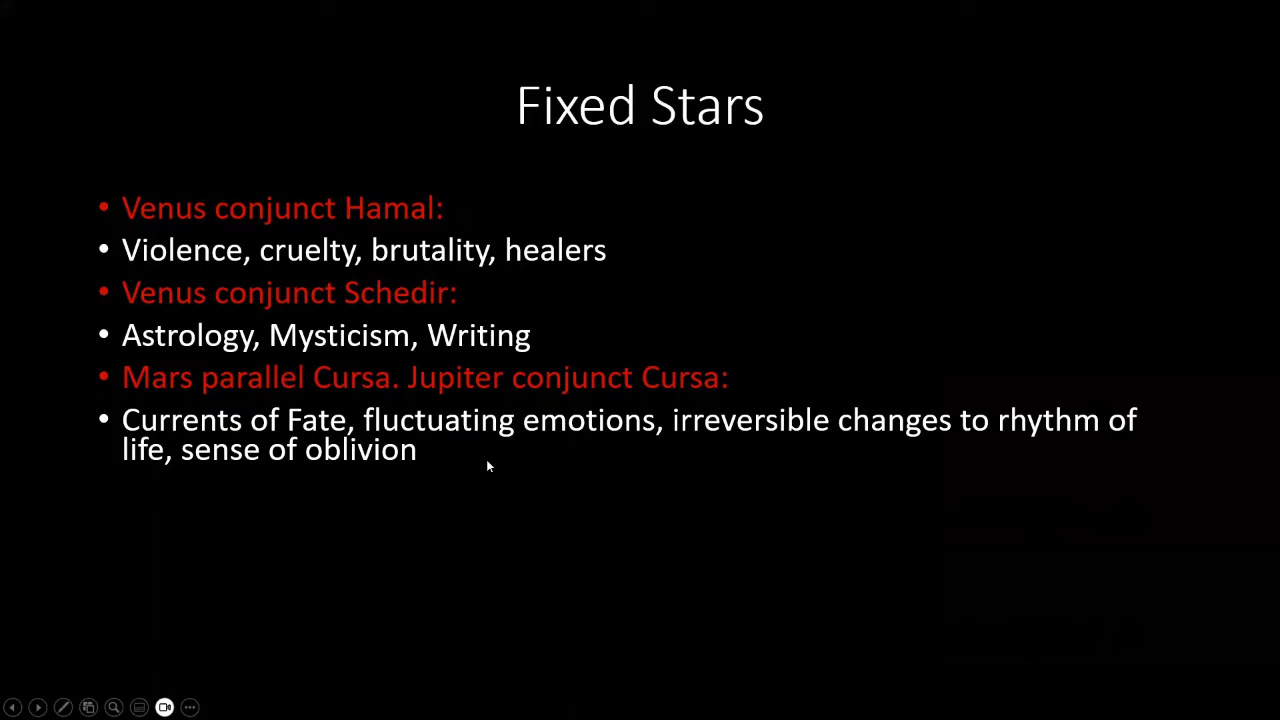 Fixed Stars
• Venus conjunct Hamal:
• Violence, cruelty, brutality, healers
• Venus conjunct Schedir:
• Astrology, Mysticism, Writing
• Mars parallel Cursa. Jupiter conjunct Cursa:
• Currents of Fate, fluctuating emotions, irreversible changes to rhythm of
life, sense of oblivion